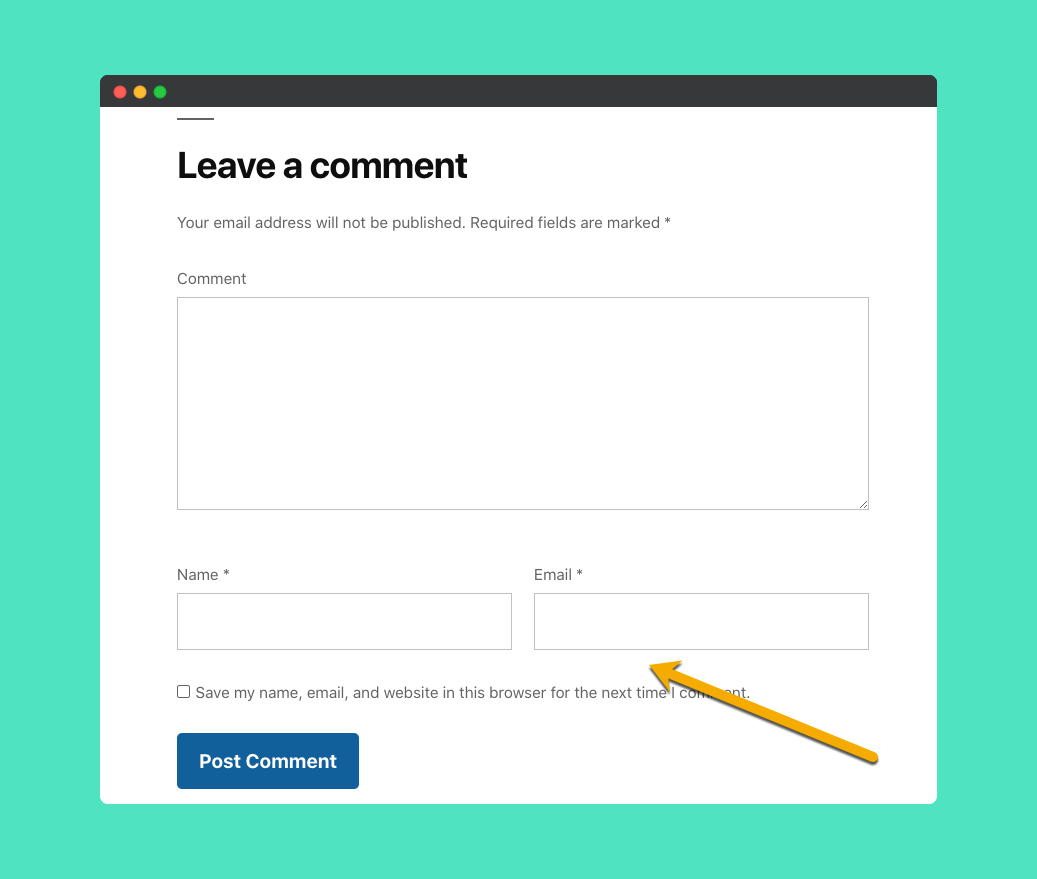 Leave a comment
Your email address will not be published. Required fields are marked *
Comment
Name *
Email *
Save my name, email, and website in this browser for the next time I comment.
Post Comment